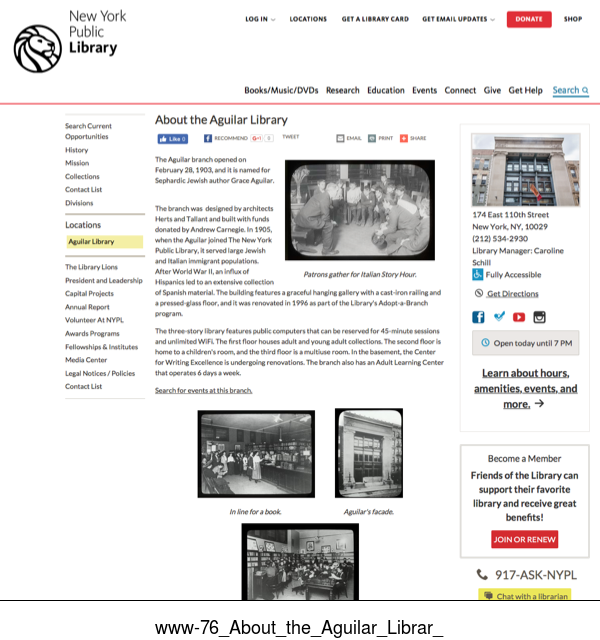 New York
Public
Library
LOG IN LOCATIONS GET A LIBRARY CARD GET EMAIL UPDATES DONATE SHOP
Books/Music/DVDs Research Education Events Connect Give Get Help Search
Search Current
Opportunities
History
Mission
Collections
Contact List
Divisions
Locations
Aguilar Library
The Library Lions
President and Leadership
Capital Projects
Annual Report
Volunteer At NYPL
Awards Programs
Fellowships & Institutes
Media Center
Legal Notices / Policies
Contact List
About the Aguilar Library
Like 0 RECOMMEND G+1 0 TWEET EMAIL PRINT SHARE
The Aguilar branch opened on
February 28, 1903, and it is named for
Sephardic Jewish author Grace Aguilar.
The branch was designed by architects
Herts and Tallant and built with funds
donated by Andrew Carnegie. In 1905,
when the Aguilar joined The New York
Public Library, it served large Jewish
and Italian immigrant populations.
After World War II, an influx of
Hispanics led to an extensive collection
of Spanish material. The building features a graceful hanging gallery with a cast-iron railing and
a pressed-glass floor, and it was renovated in 1996 as part of the Library's Adopt-a-Branch
program.
Patrons gather for Italian Story Hour.
The three-story library features public computers that can be reserved for 45-minute sessions
and unlimited WiFi. The first floor houses adult and young adult collections. The second floor is
home to a children's room, and the third floor is a multiuse room. In the basement, the Center
for Writing Excellence is undergoing renovations. The branch also has an Adult Learning Center
that operates 6 days a week.
Search for events at this branch.
In line for a book.
Aguilar's facade.
174 East 110th Street
New York, NY, 10029
(212) 534-2930
Library Manager: Caroline
Schill
Fully Accessible
Get Directions
Open today until 7 PM
Learn about hours,
amenities, events, and
more. →
Become a Member
Friends of the Library can
support their favorite
library and receive great
benefits!
JOIN OR RENEW
917-ASK-NYPL
Chat with a librarian
www-76_About_the_Aguilar_Librar_